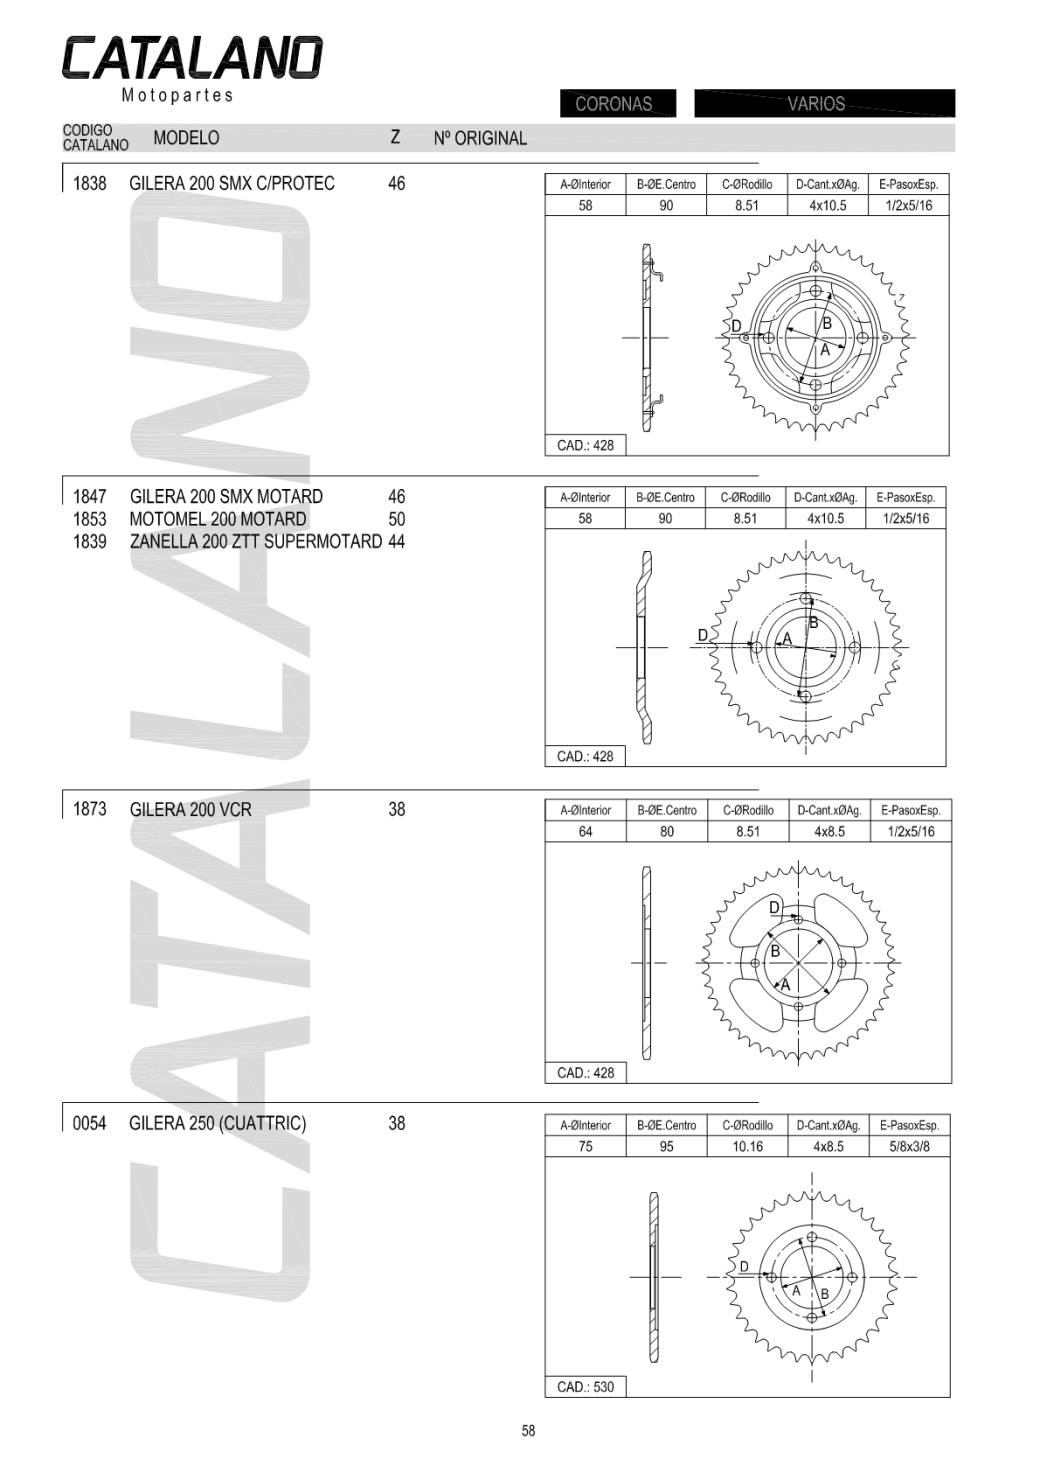 CATALANO
Motopartes
CORONAS VARIOS
CODIGO CATALANO MODELO Z Nº ORIGINAL
1838 GILERA 200 SMX C/PROTEC 46
A-ØInterior B-ØE.Centro C-ØRodillo D-Cant.xØAg. E-PasoxEsp.
58 90 8.51 4x10.5 1/2x5/16
D B
A
CAD.: 428
1847 GILERA 200 SMX MOTARD 46
1853 MOTOMEL 200 MOTARD 50
1839 ZANELLA 200 ZTT SUPERMOTARD 44
A-ØInterior B-ØE.Centro C-ØRodillo D-Cant.xØAg. E-PasoxEsp.
58 90 8.51 4x10.5 1/2x5/16
B
D A
CAD.: 428
1873 GILERA 200 VCR 38
A-ØInterior B-ØE.Centro C-ØRodillo D-Cant.xØAg. E-PasoxEsp.
64 80 8.51 4x8.5 1/2x5/16
D
B
A
CAD.: 428
0054 GILERA 250 (CUATTRIC) 38
A-ØInterior B-ØE.Centro C-ØRodillo D-Cant.xØAg. E-PasoxEsp.
75 95 10.16 4x8.5 5/8x3/8
D
A B
CAD.: 530
CATALANO
58